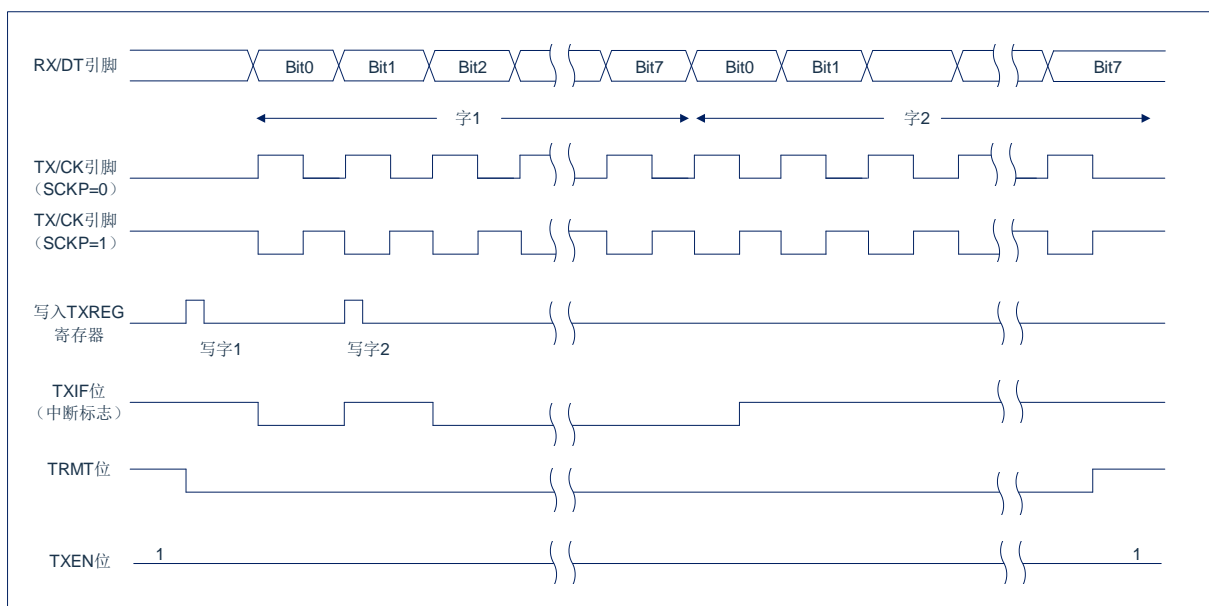 RX/DT引脚
Bit0 Bit1 Bit2 Bit7 Bit0 Bit1 Bit7
字1 字2
TX/CK引脚
（SCKP=0）
TX/CK引脚
（SCKP=1）
写入TXREG
寄存器
写字1 写字2
TXIF位
（中断标志）
TRMT位
TXEN位 1 1